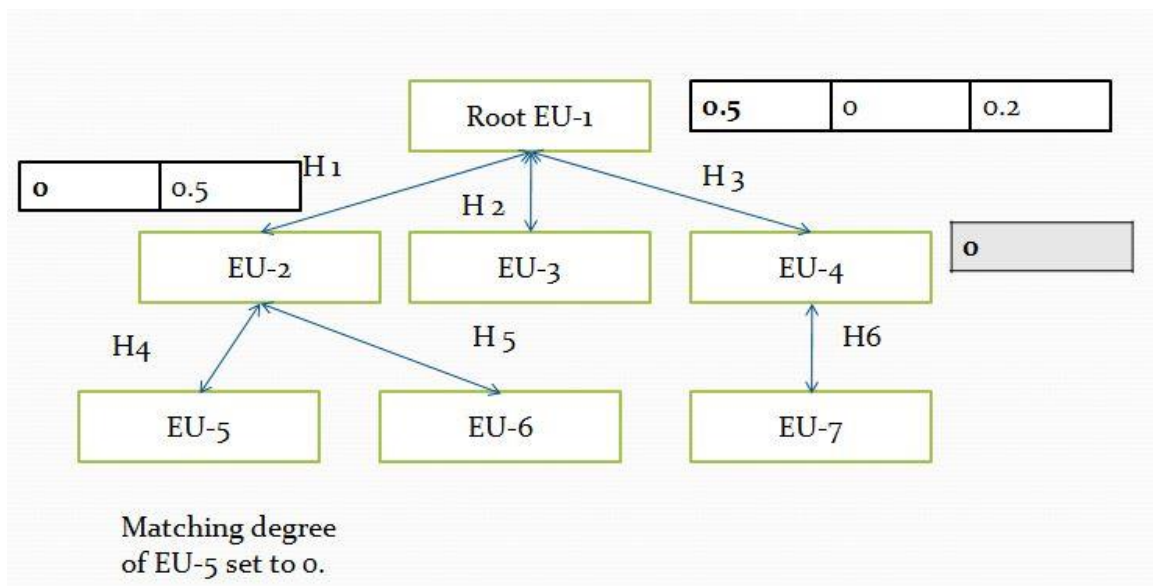 Root EU-1
0.5 0 0.2
H 1
0 0.5
H 2
H 3
EU-2
EU-3
EU-4
0
H4
H 5
H6
EU-5
EU-6
EU-7
Matching degree
of EU-5 set to 0.